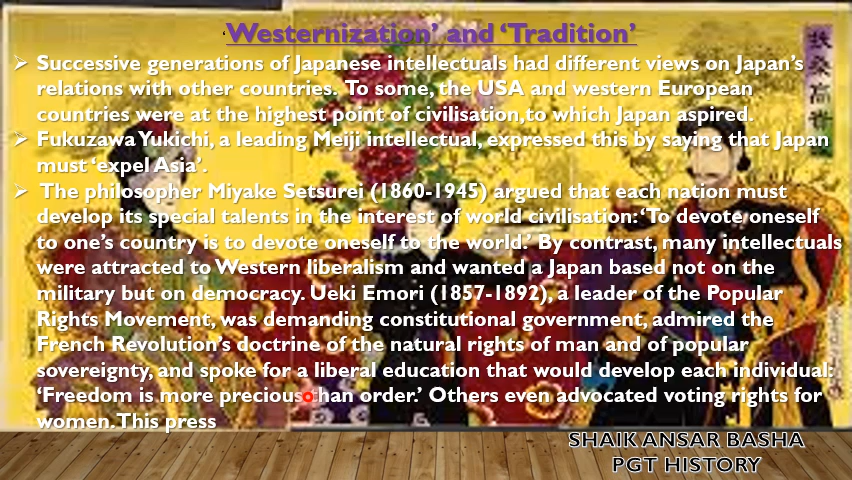 ‘Westernization’ and ‘Tradition’
➢ Successive generations of Japanese intellectuals had different views on Japan’s
relations with other countries. To some, the USA and western European
countries were at the highest point of civilisation,to which Japan aspired.
➢ Fukuzawa Yukichi, a leading Meiji intellectual, expressed this by saying that Japan
must ‘expel Asia’.
➢ The philosopher Miyake Setsurei (1860-1945) argued that each nation must
develop its special talents in the interest of world civilisation: ‘To devote oneself
to one’s country is to devote oneself to the world.’ By contrast, many intellectuals
were attracted to Western liberalism and wanted a Japan based not on the
military but on democracy. Ueki Emori (1857-1892), a leader of the Popular
Rights Movement, was demanding constitutional government, admired the
French Revolution’s doctrine of the natural rights of man and of popular
sovereignty, and spoke for a liberal education that would develop each individual:
‘Freedom is more precious than order.’ Others even advocated voting rights for
women.This press
扶桑高貴
SHAIK ANSAR BASHA
PGT HISTORY